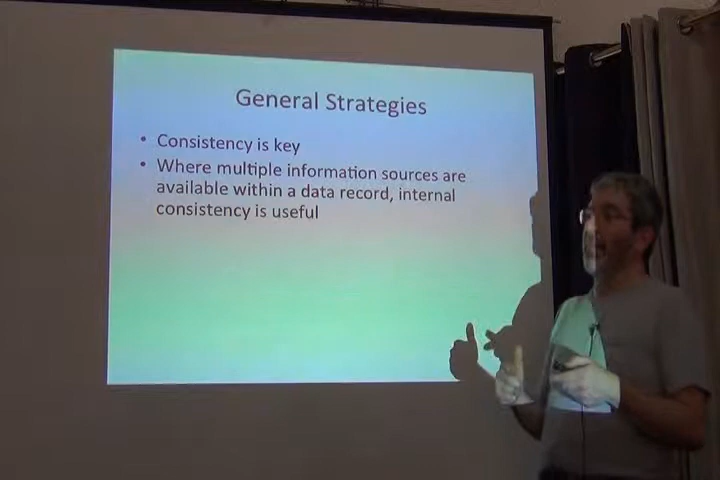 General Strategies
• Consistency is key
• Where multiple information sources are
available within a data record, internal
consistency is useful